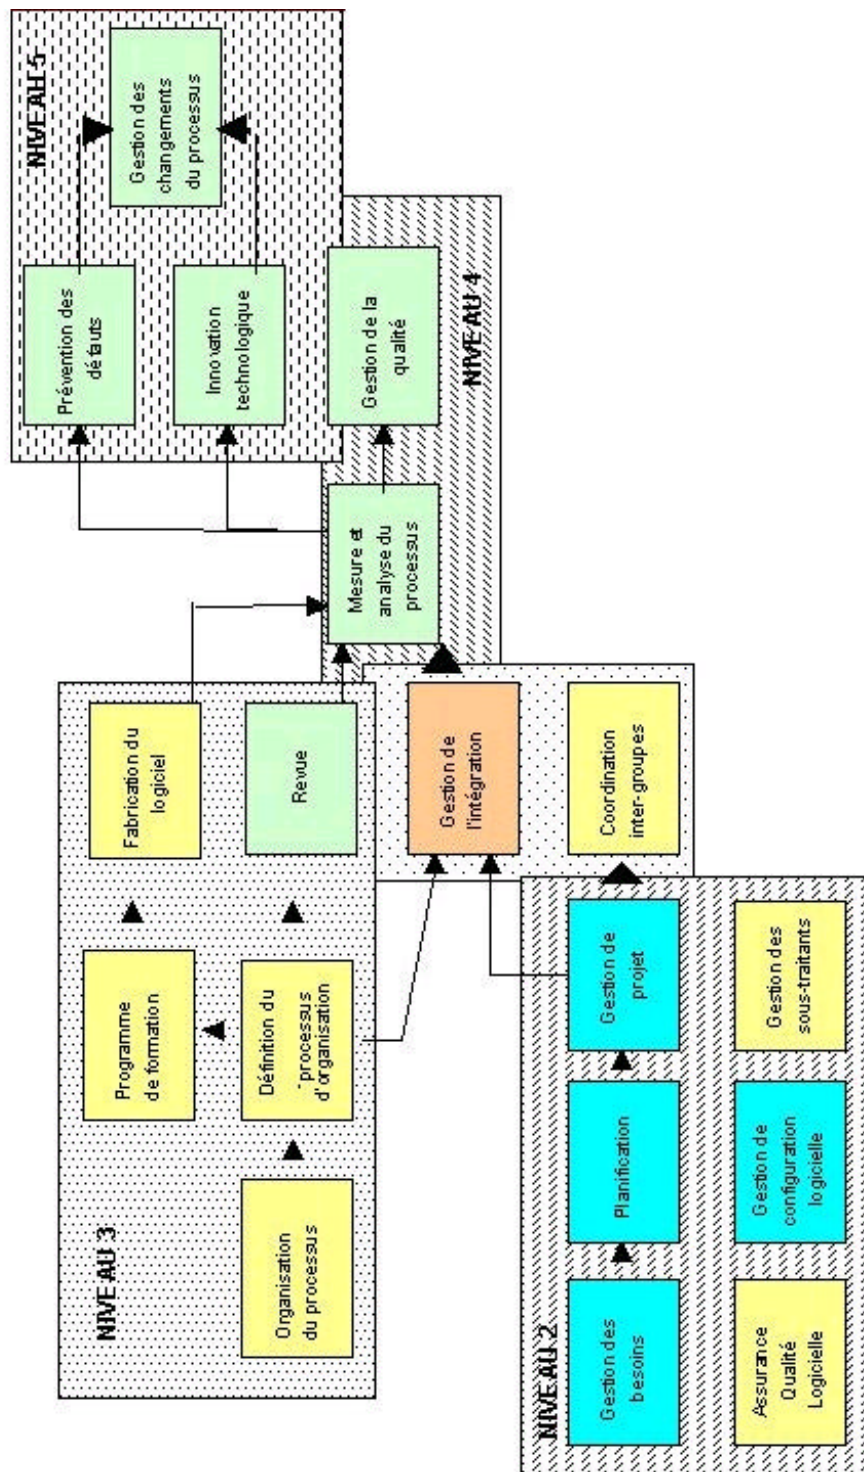 NIVEAU 5
Prévention des
défauts
Gestion des
changements
du processus
Innovation
technologique
Gestion de la
qualité
NIVEAU 4
Mesure et
analyse du
processus
NIVEAU 3
Programme
de formation
Fabrication du
logiciel
Organisation
du processus
Définition du
"processus
d'organisation
Revue
Gestion de
l'intégration
Coordination
inter-groupes
NIVEAU 2
Gestion des
besoins
Planification
Gestion de
projet
Assurance
Qualité
Logicielle
Gestion de
configuration
logicielle
Gestion des
sous-traitants